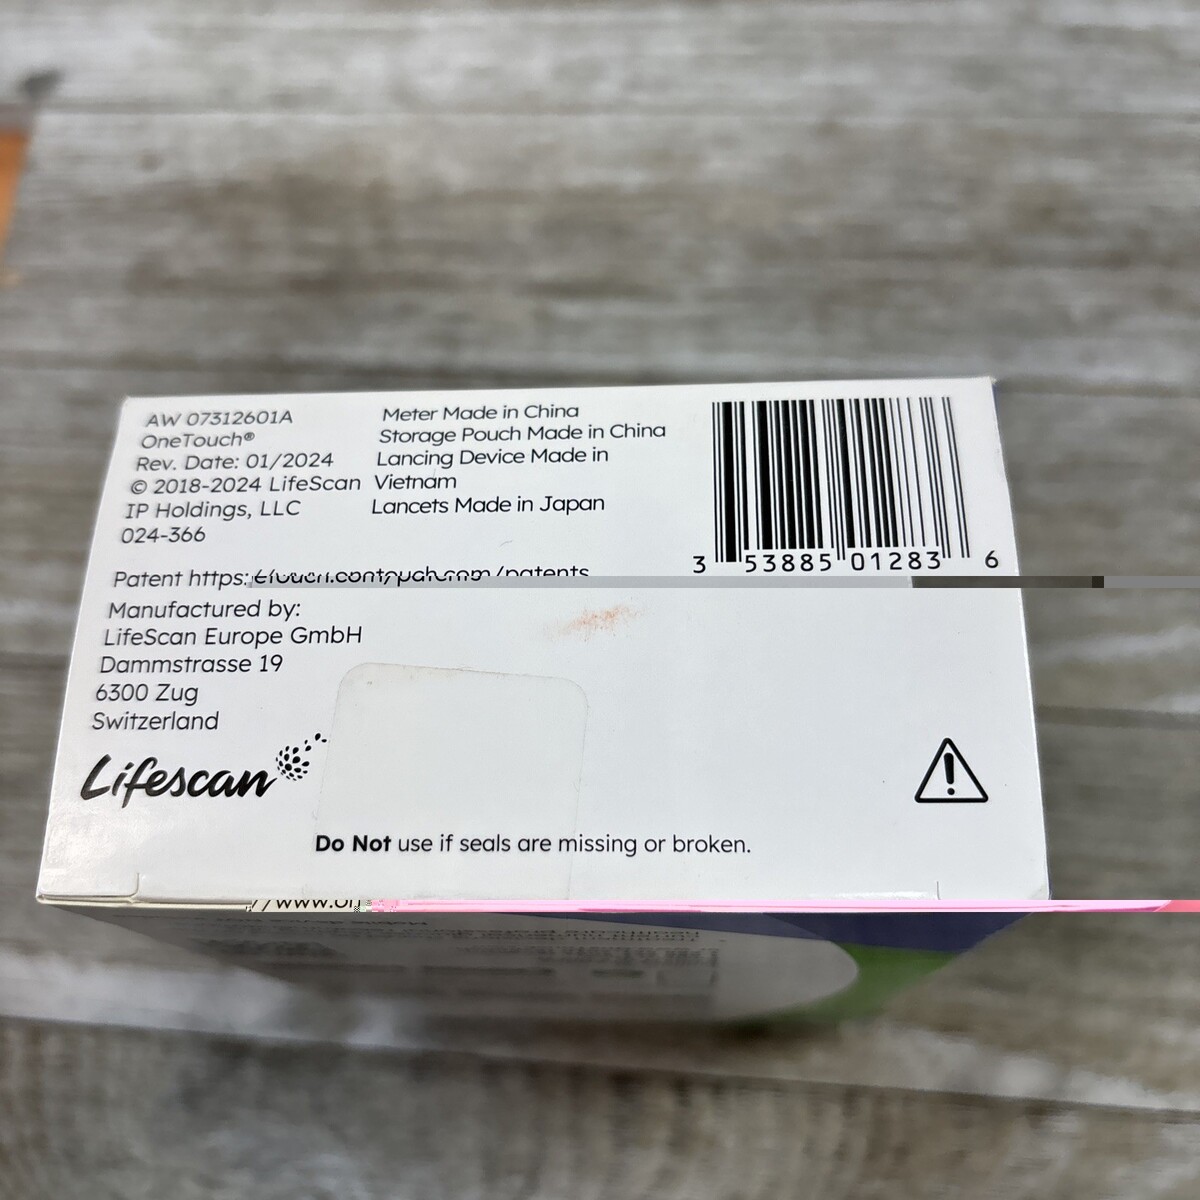 AW 07312601A
OneTouch®
Rev. Date: 01/2024
© 2018-2024 LifeScan
IP Holdings, LLC
024-366
Meter Made in China
Storage Pouch Made in China
Lancing Device Made in
Vietnam
Lancets Made in Japan
3 53885 01283 6
Patent https:
/patents
Manufactured by:
LifeScan Europe GmbH
Dammstrasse 19
6300 Zug
Switzerland
Lifescan
Do Not use if seals are missing or broken.